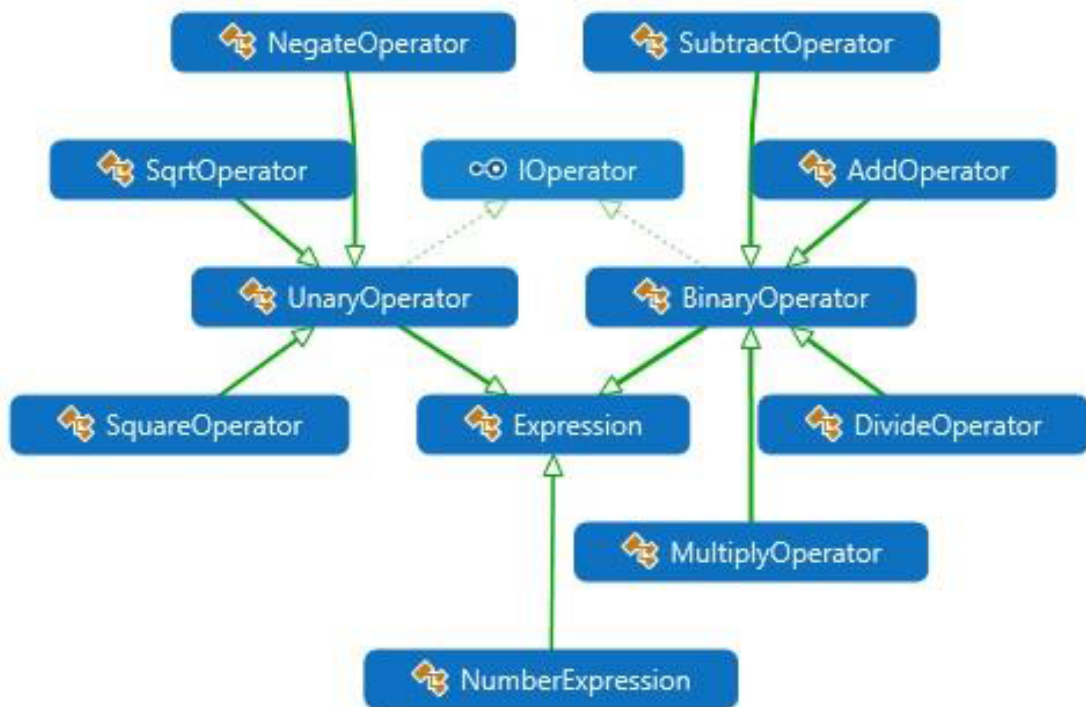 NegateOperator
SubtractOperator
SqrtOperator
IOperator
AddOperator
UnaryOperator
BinaryOperator
SquareOperator
Expression
DivideOperator
MultiplyOperator
NumberExpression